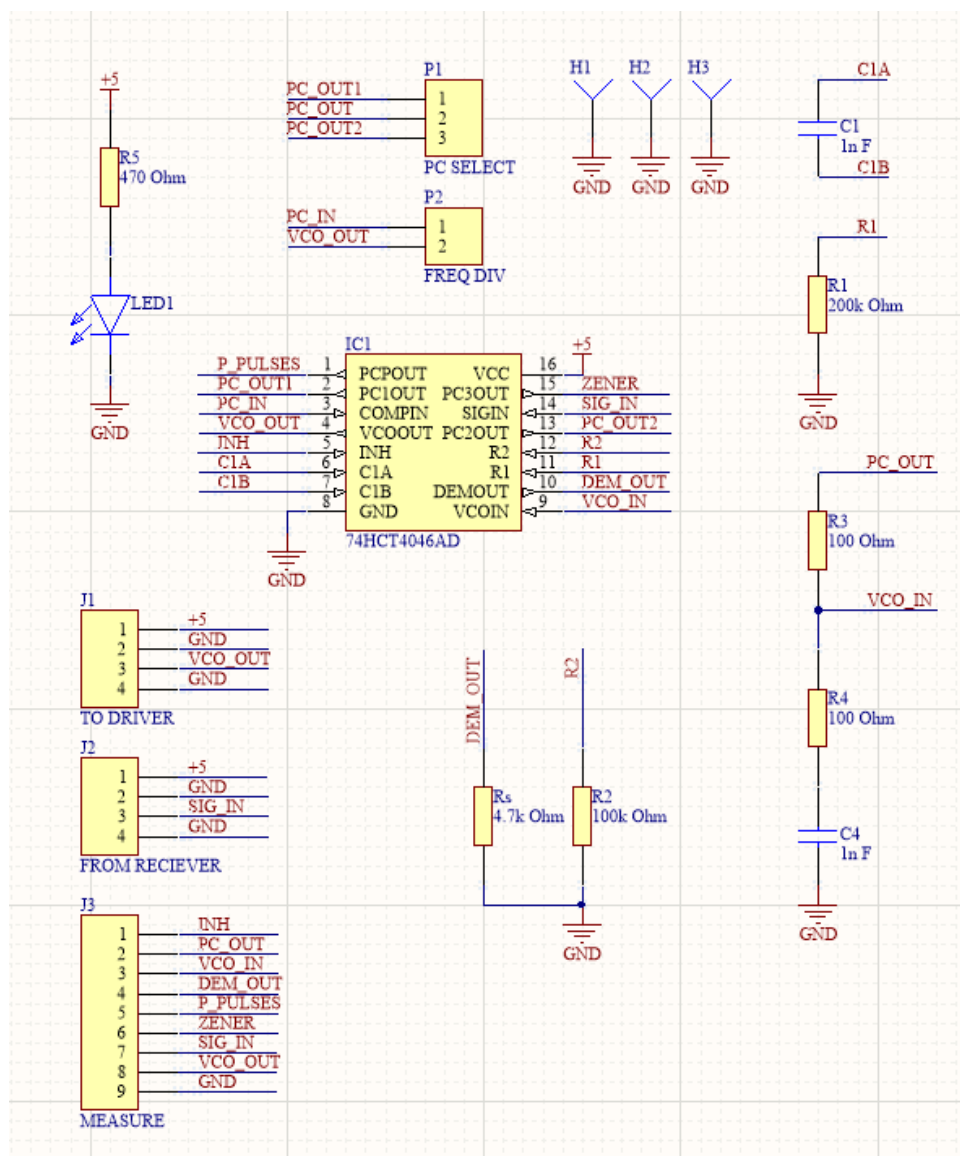 +5
R5
470 Ohm
LED1
GND
PC_OUT1
PC_OUT
PC_OUT2
P1
1
2
3
PC SELECT
PC_IN
VCO_OUT
P2
1
2
FREQ DIV
H1
H2
H3
GND
GND
GND
C1A
C1
1n F
C1B
R1
R1
200k Ohm
GND
IC1
P_PULSES 1 PCPOUT VCC 16 +5
PC_OUT1 2 PC1OUT PC3OUT 15 ZENER
PC_IN 3 COMPIN SIGIN 14 SIG_IN
VCO_OUT 4 VCOOUT PC2OUT 13 PC_OUT2
INH 5 INH R2 12 R2
C1A 6 C1A R1 11 R1
C1B 7 C1B DEMOUT 10 DEM_OUT
8 GND VCOIN 9 VCO_IN
74HCT4046AD
GND
PC_OUT
R3
100 Ohm
VCO_IN
R4
100 Ohm
C4
1n F
GND
J1
1 +5
2 GND
3 VCO_OUT
4 GND
TO DRIVER
J2
1 +5
2 GND
3 SIG_IN
4 GND
FROM RECIEVER
J3
1 INH
2 PC_OUT
3 VCO_IN
4 DEM_OUT
5 P_PULSES
6 ZENER
7 SIG_IN
8 VCO_OUT
9 GND
MEASURE
DEM_OUT
R2
Rs
4.7k Ohm
R2
100k Ohm
GND